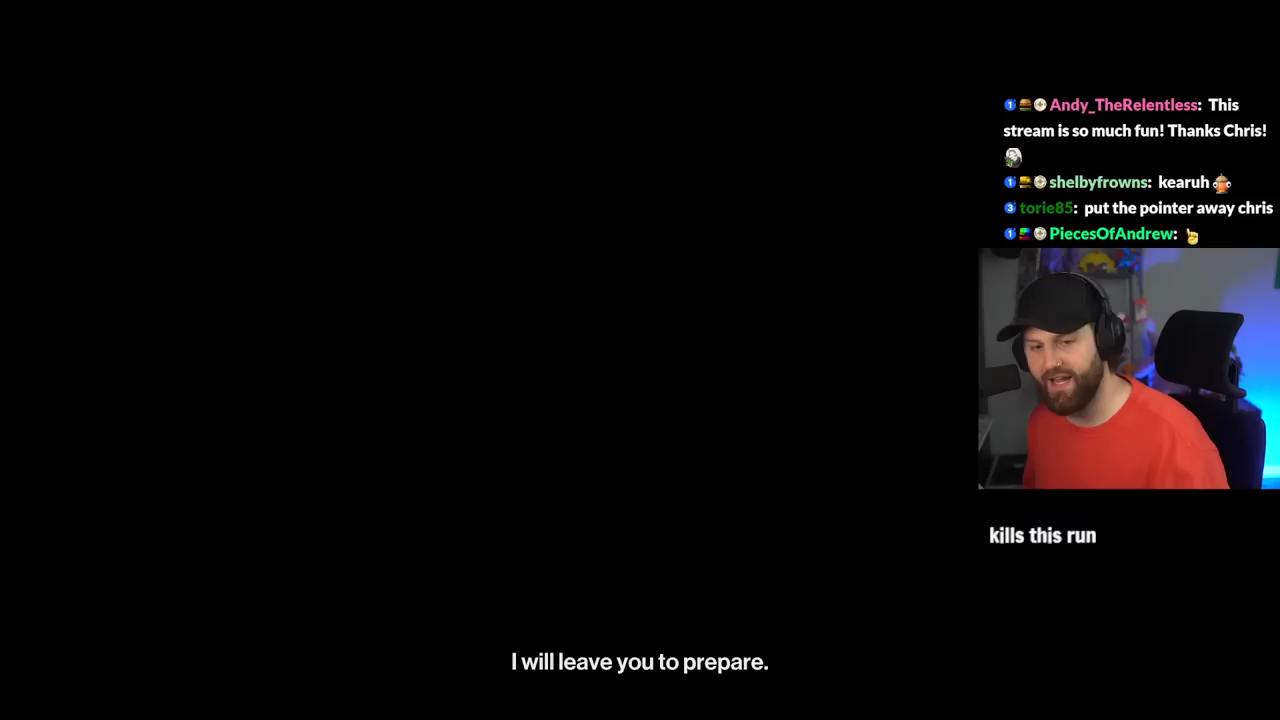 Andy_TheRelentless: This
stream is so much fun! Thanks Chris!
shelbyfrowns: kearuh
torie85: put the pointer away chris
PiecesOfAndrew:
kills this run
I will leave you to prepare.